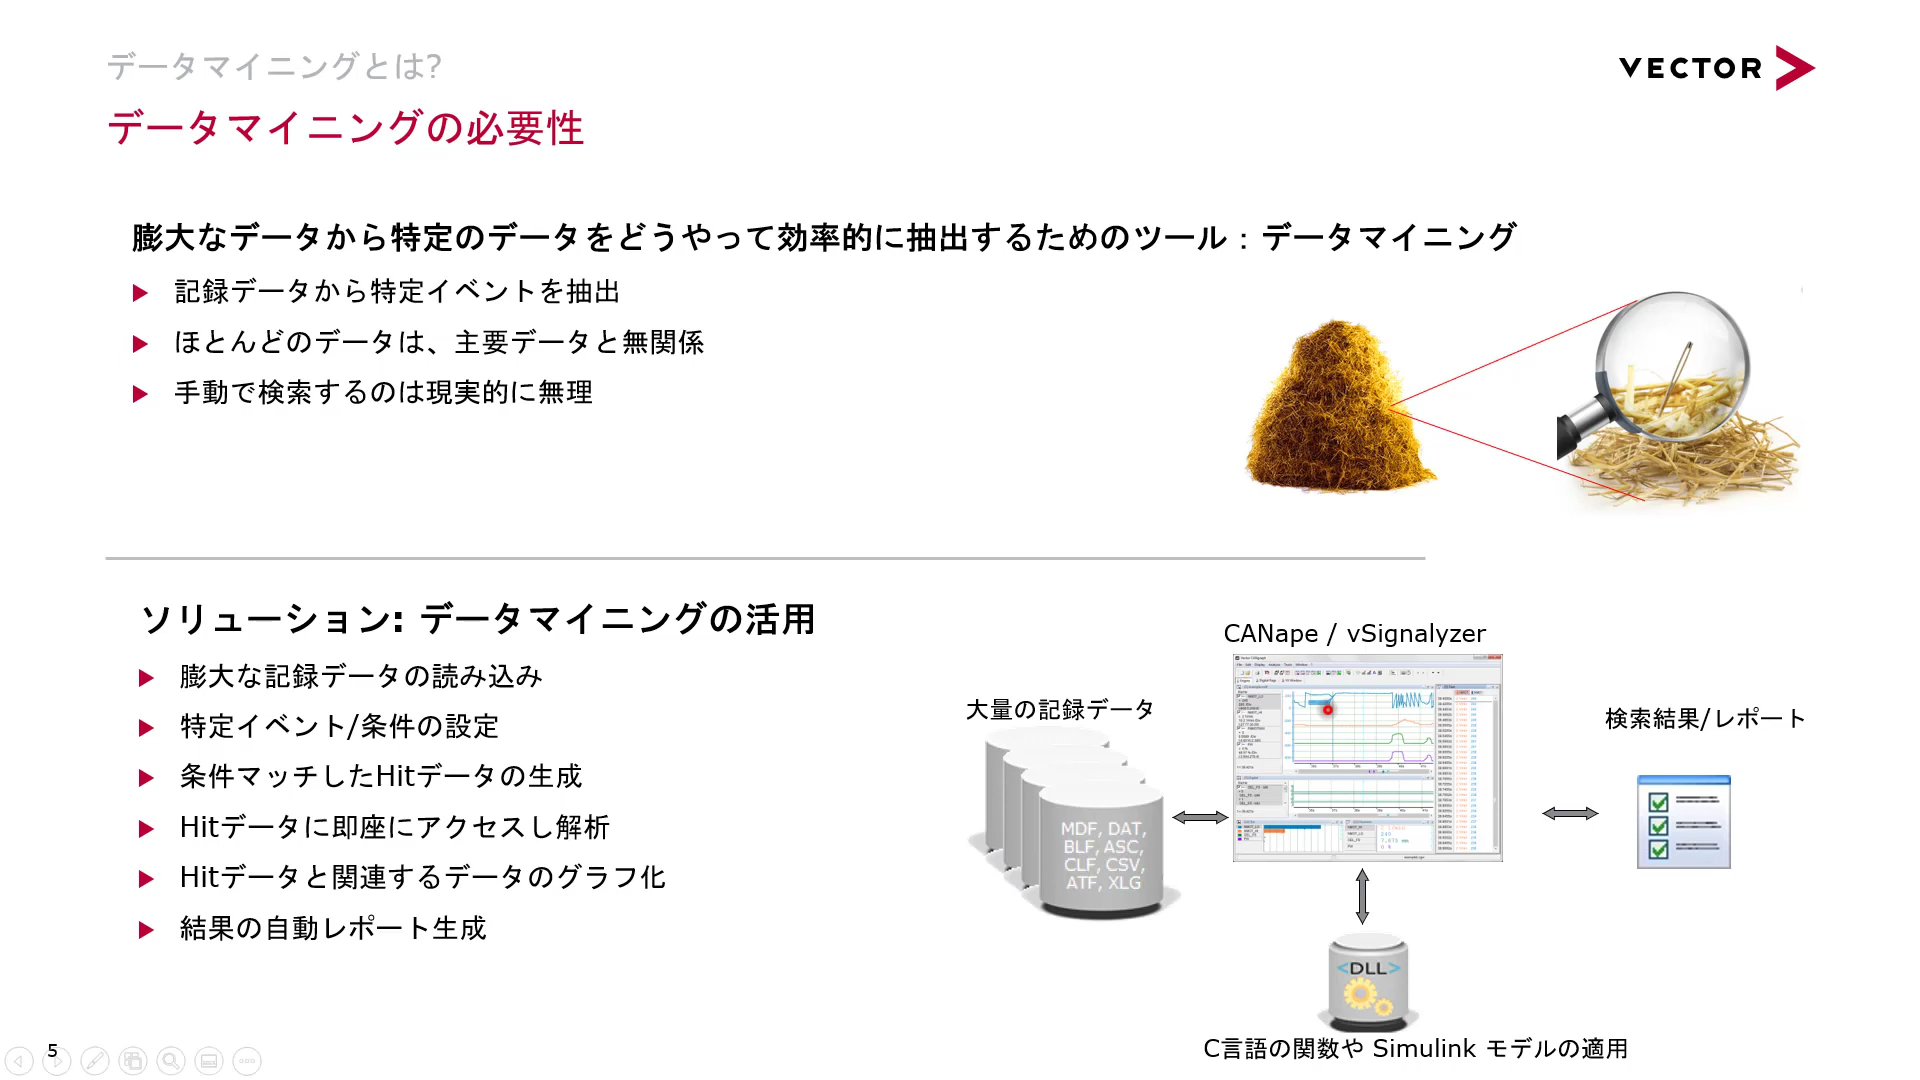 データマイニングとは?
VECTOR
データマイニングの必要性
膨大なデータから特定のデータをどうやって効率的に抽出するためのツール：データマイニング
記録データから特定イベントを抽出
ほとんどのデータは、主要データと無関係
手動で検索するのは現実的に無理
ソリューション: データマイニングの活用
膨大な記録データの読み込み
特定イベント/条件の設定
条件マッチしたHitデータの生成
Hitデータに即座にアクセスし解析
Hitデータと関連するデータのグラフ化
結果の自動レポート生成
CANape / vSignalyzer
大量の記録データ
MDF, DAT,
BLF, ASC,
CLF, CSV,
ATF, XLG
検索結果/レポート
<DLL>
C言語の関数や Simulink モデルの適用
5